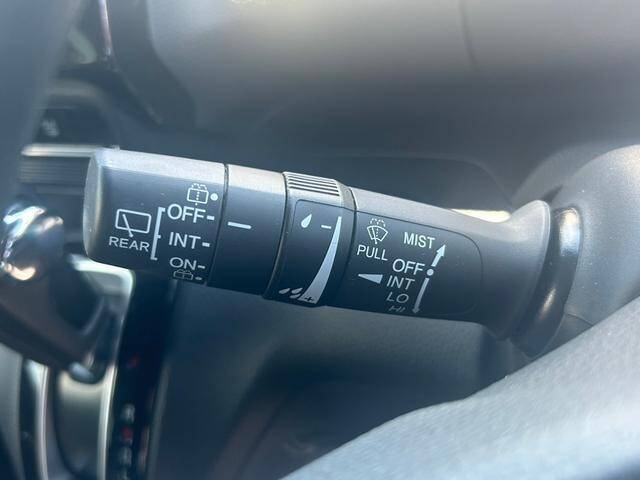 REAR
OFF
INT
ON
-
+
PULL
MIST
OFF
INT
LO
HI